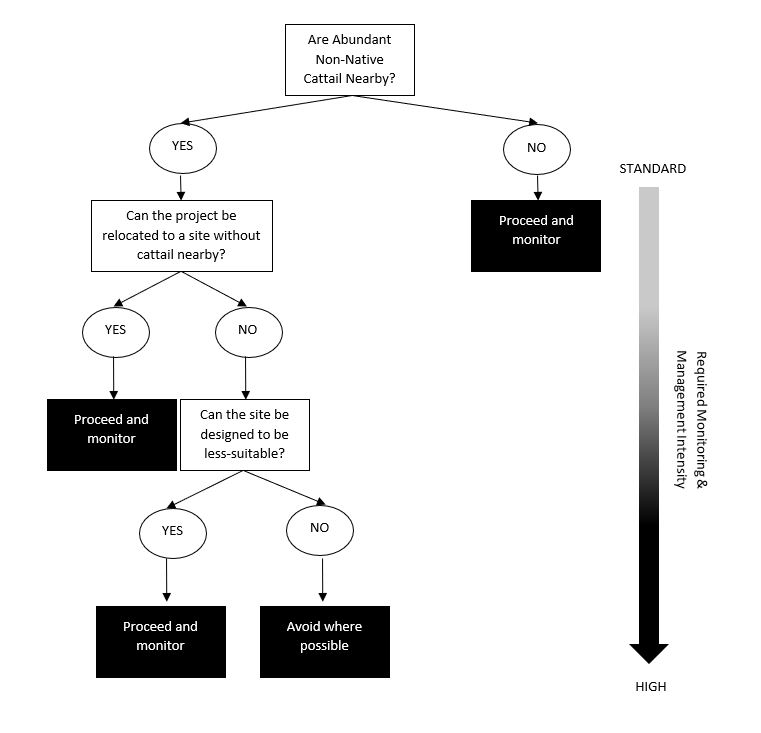 Are Abundant
Non-Native
Cattail Nearby?
YES
NO
STANDARD
Can the project be
relocated to a site without
cattail nearby?
Proceed and
monitor
YES
NO
Required Monitoring &
Management Intensity
Proceed and
monitor
Can the site be
designed to be
less-suitable?
YES
NO
Proceed and
monitor
Avoid where
possible
HIGH